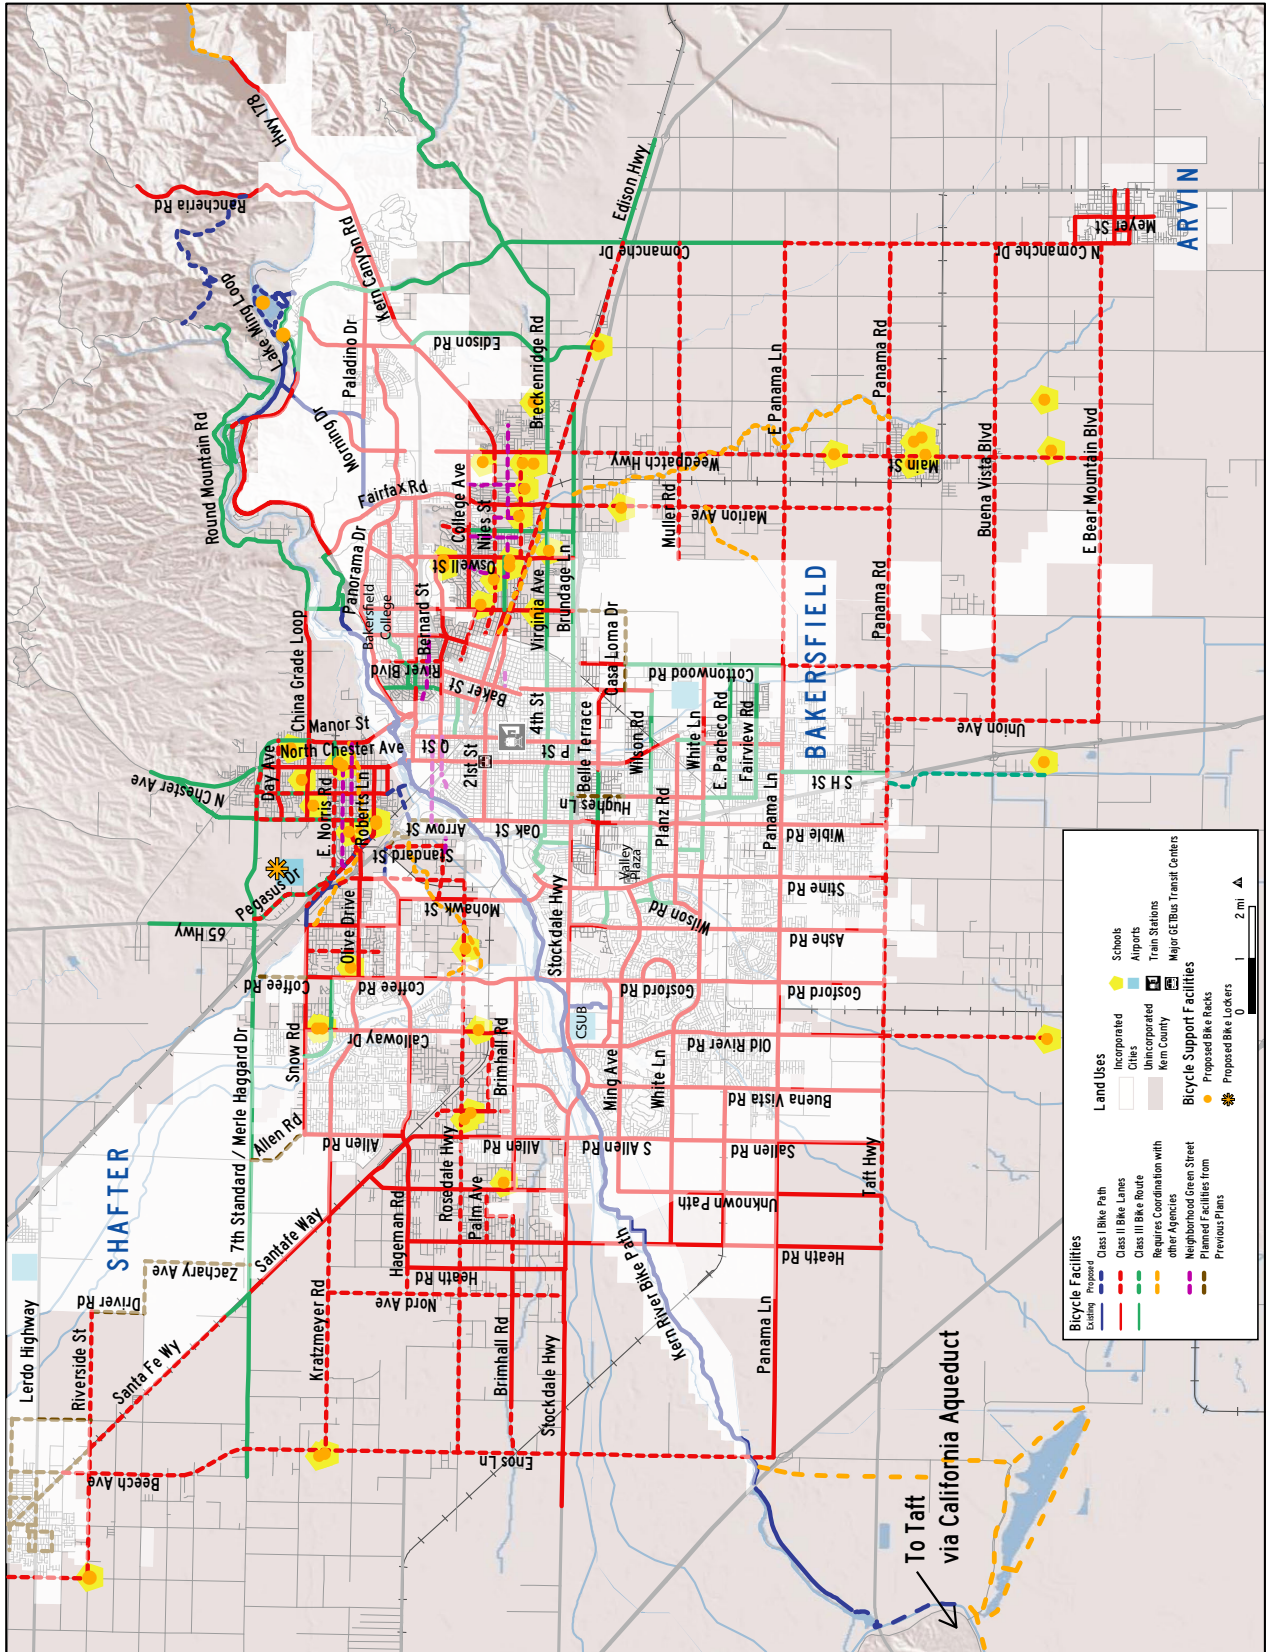 Lerdo Highway
SHAFTER
Riverside St
Driver Rd
Zachary Ave
Santa Fe Wy
Beech Ave
7th Standard / Merle Haggard Dr
Santafe Way
Kratzmeyer Rd
Nord Ave
Heath Rd
Hageman Rd
Rosedale Hwy
Palm Ave
Brimhall Rd
Stockdale Hwy
Enos Ln
Allen Rd
Allen Rd
Allen Rd
S Allen Rd
Snow Rd
Calloway Dr
Brimhall Rd
Coffee Rd
Coffee Rd
65 Hwy
Pegasus Dr
Olive Drive
Mohawk St
Standard St
Arrow St
Oak St
N Chester Ave
Day Ave
E. Norris Rd
Roberts Ln
North Chester Ave
Manor St
China Grade Loop
Round Mountain Rd
Lake Ming Loop
Rancheria Rd
Hwy 178
Kern Canyon Rd
Paladino Dr
Morning Dr
Fairfax Rd
Panorama Dr
Bakersfield
College
River Blvd
Bernard St
Baker St
Q St
21st St
4th St
P St
College Ave
Niles St
Oswell St
Virginia Ave
Brundage Ln
Edison Rd
Breckenridge Rd
Edison Hwy
Comanche Dr
N Comanche Dr
Meyer St
ARVIN
E Panama Ln
Panama Rd
Weedpatch Hwy
Main St
Muller Rd
Marion Ave
Buena Vista Blvd
E Bear Mountain Blvd
Panama Rd
Union Ave
BAKERSFIELD
Casa Loma Dr
Cottonwood Rd
Belle Terrace
Hughes Ln
Wilson Rd
White Ln
E. Pacheco Rd
Fairview Rd
Planz Rd
Panama Ln
S H St
Wible Rd
Valley
Plaza
Stine Rd
Wilson Rd
Ashe Rd
Stockdale Hwy
Gosford Rd
Gosford Rd
CSUB
Old River Rd
Ming Ave
White Ln
Buena Vista Rd
Sallen Rd
Taft Hwy
Unknown Path
Heath Rd
Kern River Bike Path
Panama Ln
To Taft
via California Aqueduct
Bicycle Facilities
Existing Proposed
Class I Bike Path
Class II Bike Lanes
Class III Bike Route
Requires Coordination with
other Agencies
Neighborhood Green Street
Planned Facilities from
Previous Plans
Land Uses
Incorporated
Cities
Unincorporated
Kern County
Schools
Airports
Train Stations
Major GETBus Transit Centers
Bicycle Support Facilities
Proposed Bike Racks
Proposed Bike Lockers
0 1 2 mi